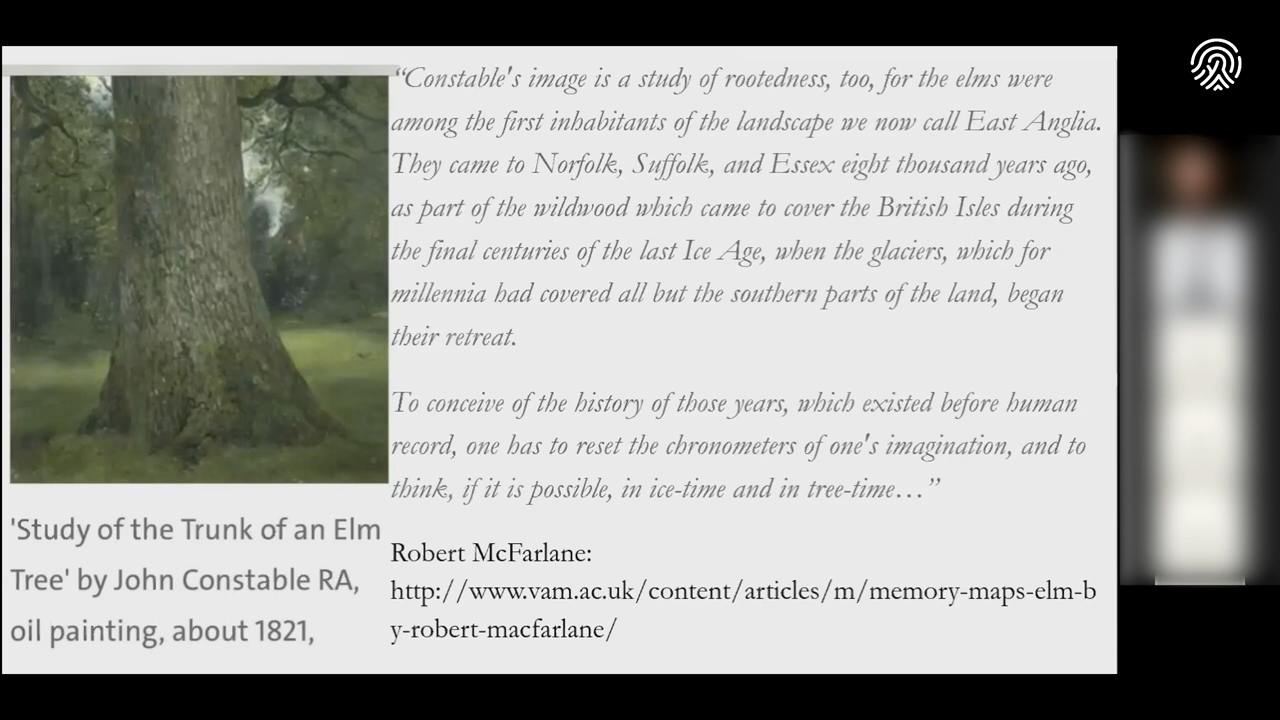 “Constable's image is a study of rootedness, too, for the elms were
among the first inhabitants of the landscape we now call East Anglia.
They came to Norfolk, Suffolk, and Essex eight thousand years ago,
as part of the wildwood which came to cover the British Isles during
the final centuries of the last Ice Age, when the glaciers, which for
millennia had covered all but the southern parts of the land, began
their retreat.
To conceive of the history of those years, which existed before human
record, one has to reset the chronometers of one's imagination, and to
think, if it is possible, in ice-time and in tree-time…”
Robert McFarlane:
http://www.vam.ac.uk/content/articles/m/memory-maps-elm-b
y-robert-macfarlane/
'Study of the Trunk of an Elm
Tree' by John Constable RA,
oil painting, about 1821,